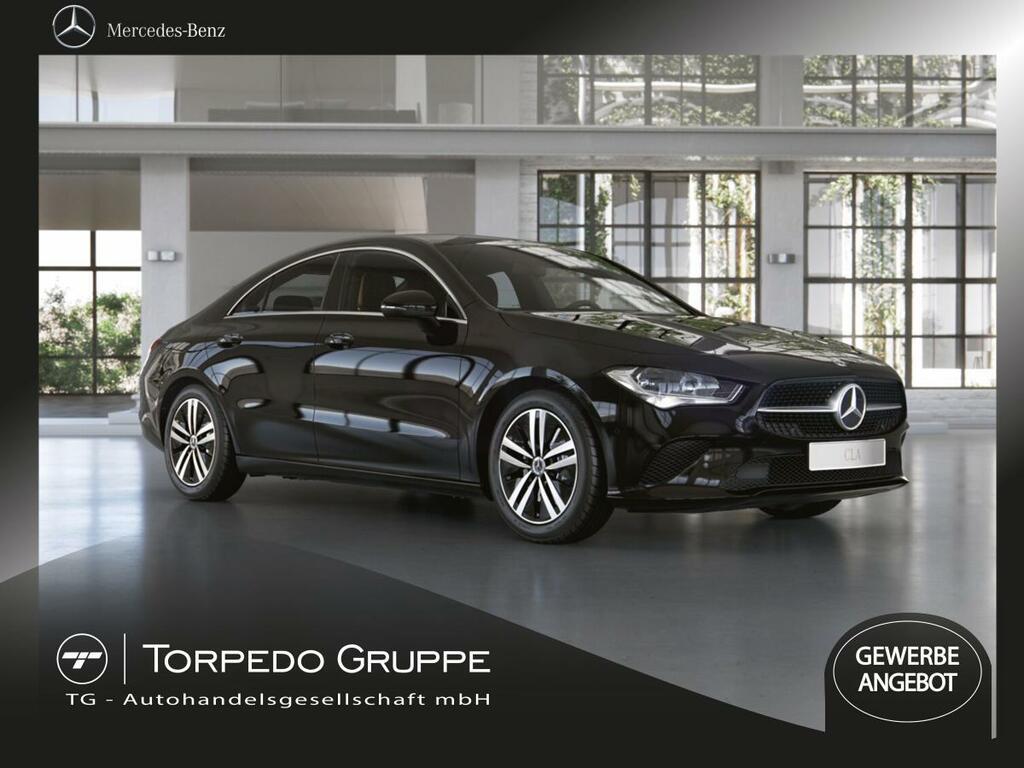 Mercedes-Benz
CLA
TORPEDO GRUPPE
TG - Autohandelsgesellschaft mbH
GEWERBE
ANGEBOT